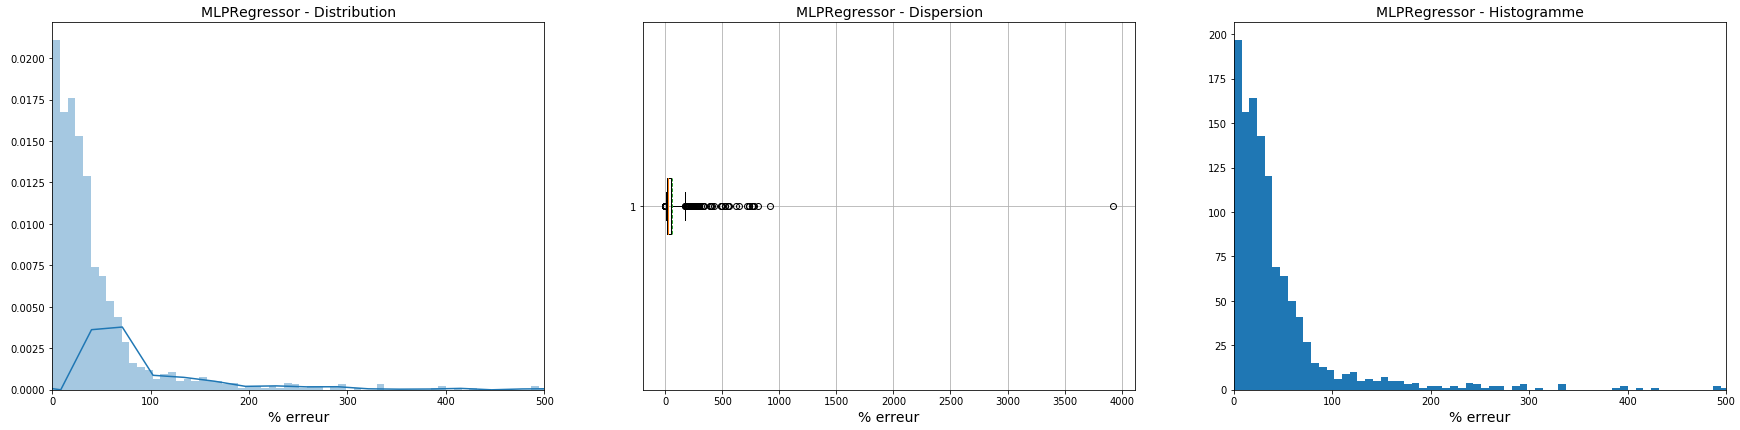 MLPRegressor - Distribution
0.0200
0.0175
0.0150
0.0125
0.0100
0.0075
0.0050
0.0025
0.0000
0 100 200 300 400 500
% erreur
MLPRegressor - Dispersion
1
0 500 1000 1500 2000 2500 3000 3500 4000
% erreur
MLPRegressor - Histogramme
200
175
150
125
100
75
50
25
0
0 100 200 300 400 500
% erreur